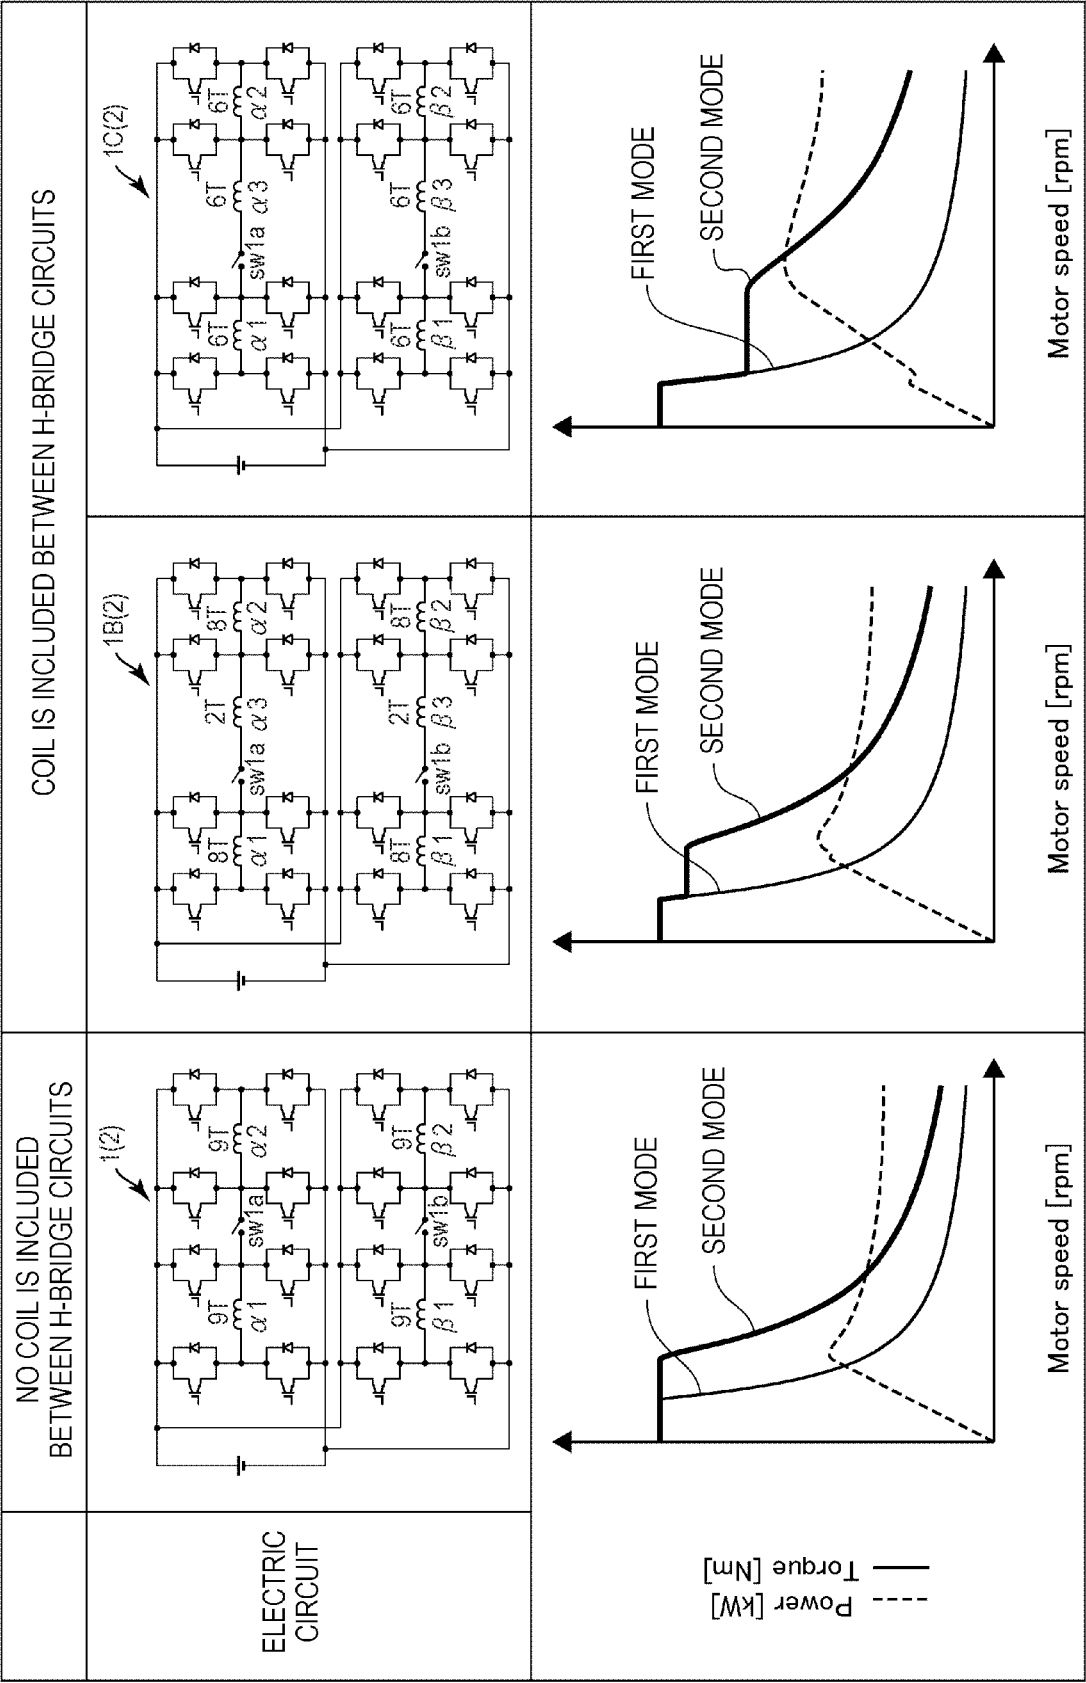 NO COIL IS INCLUDED
BETWEEN H-BRIDGE CIRCUITS
COIL IS INCLUDED BETWEEN H-BRIDGE CIRCUITS
ELECTRIC
CIRCUIT
1(2)
9T
α1
sw1a
9T
α2
9T
β1
sw1b
9T
β2
1B(2)
8T
α1
sw1a
2T
α3
8T
α2
8T
β1
sw1b
2T
β3
8T
β2
1C(2)
6T
α1
sw1a
6T
α3
6T
α2
6T
β1
sw1b
6T
β3
6T
β2
Power [kW]
Torque [Nm]
FIRST MODE
SECOND MODE
Motor speed [rpm]
FIRST MODE
SECOND MODE
Motor speed [rpm]
FIRST MODE
SECOND MODE
Motor speed [rpm]